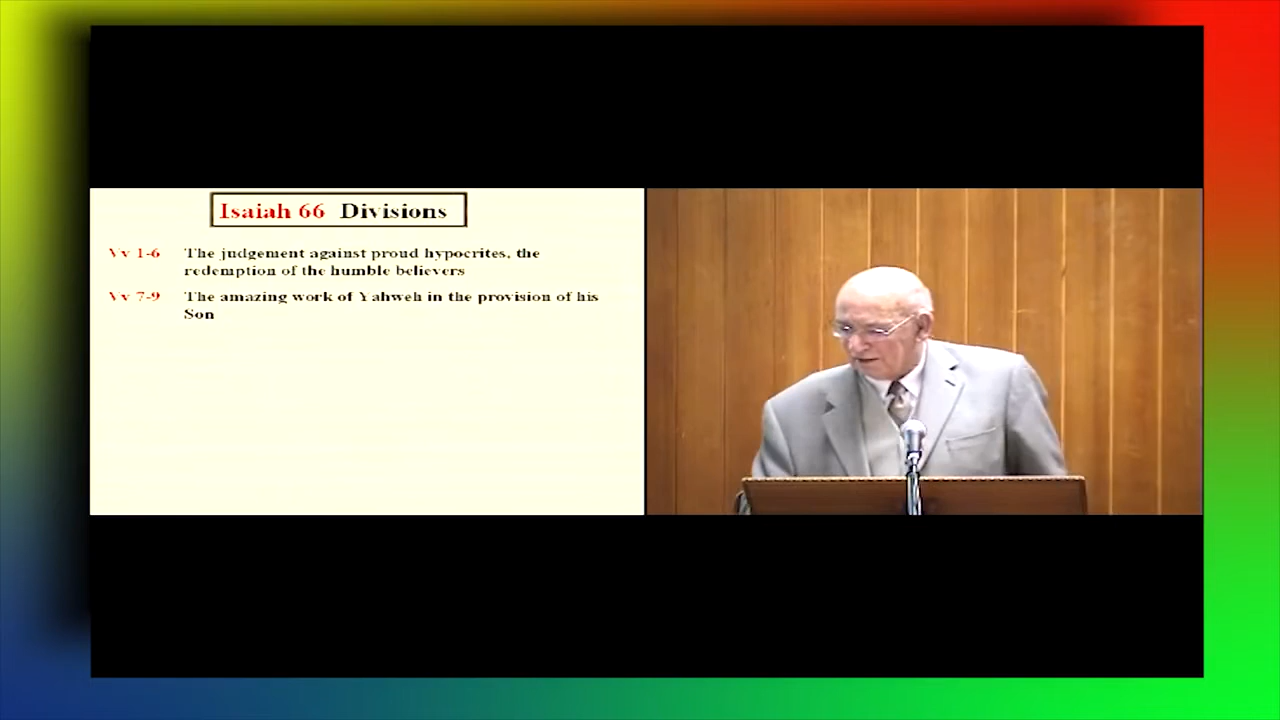 Isaiah 66 Divisions
Vv 1-6 The judgement against proud hypocrites, the
redemption of the humble believers
Vv 7-9 The amazing work of Yahweh in the provision of his
Son